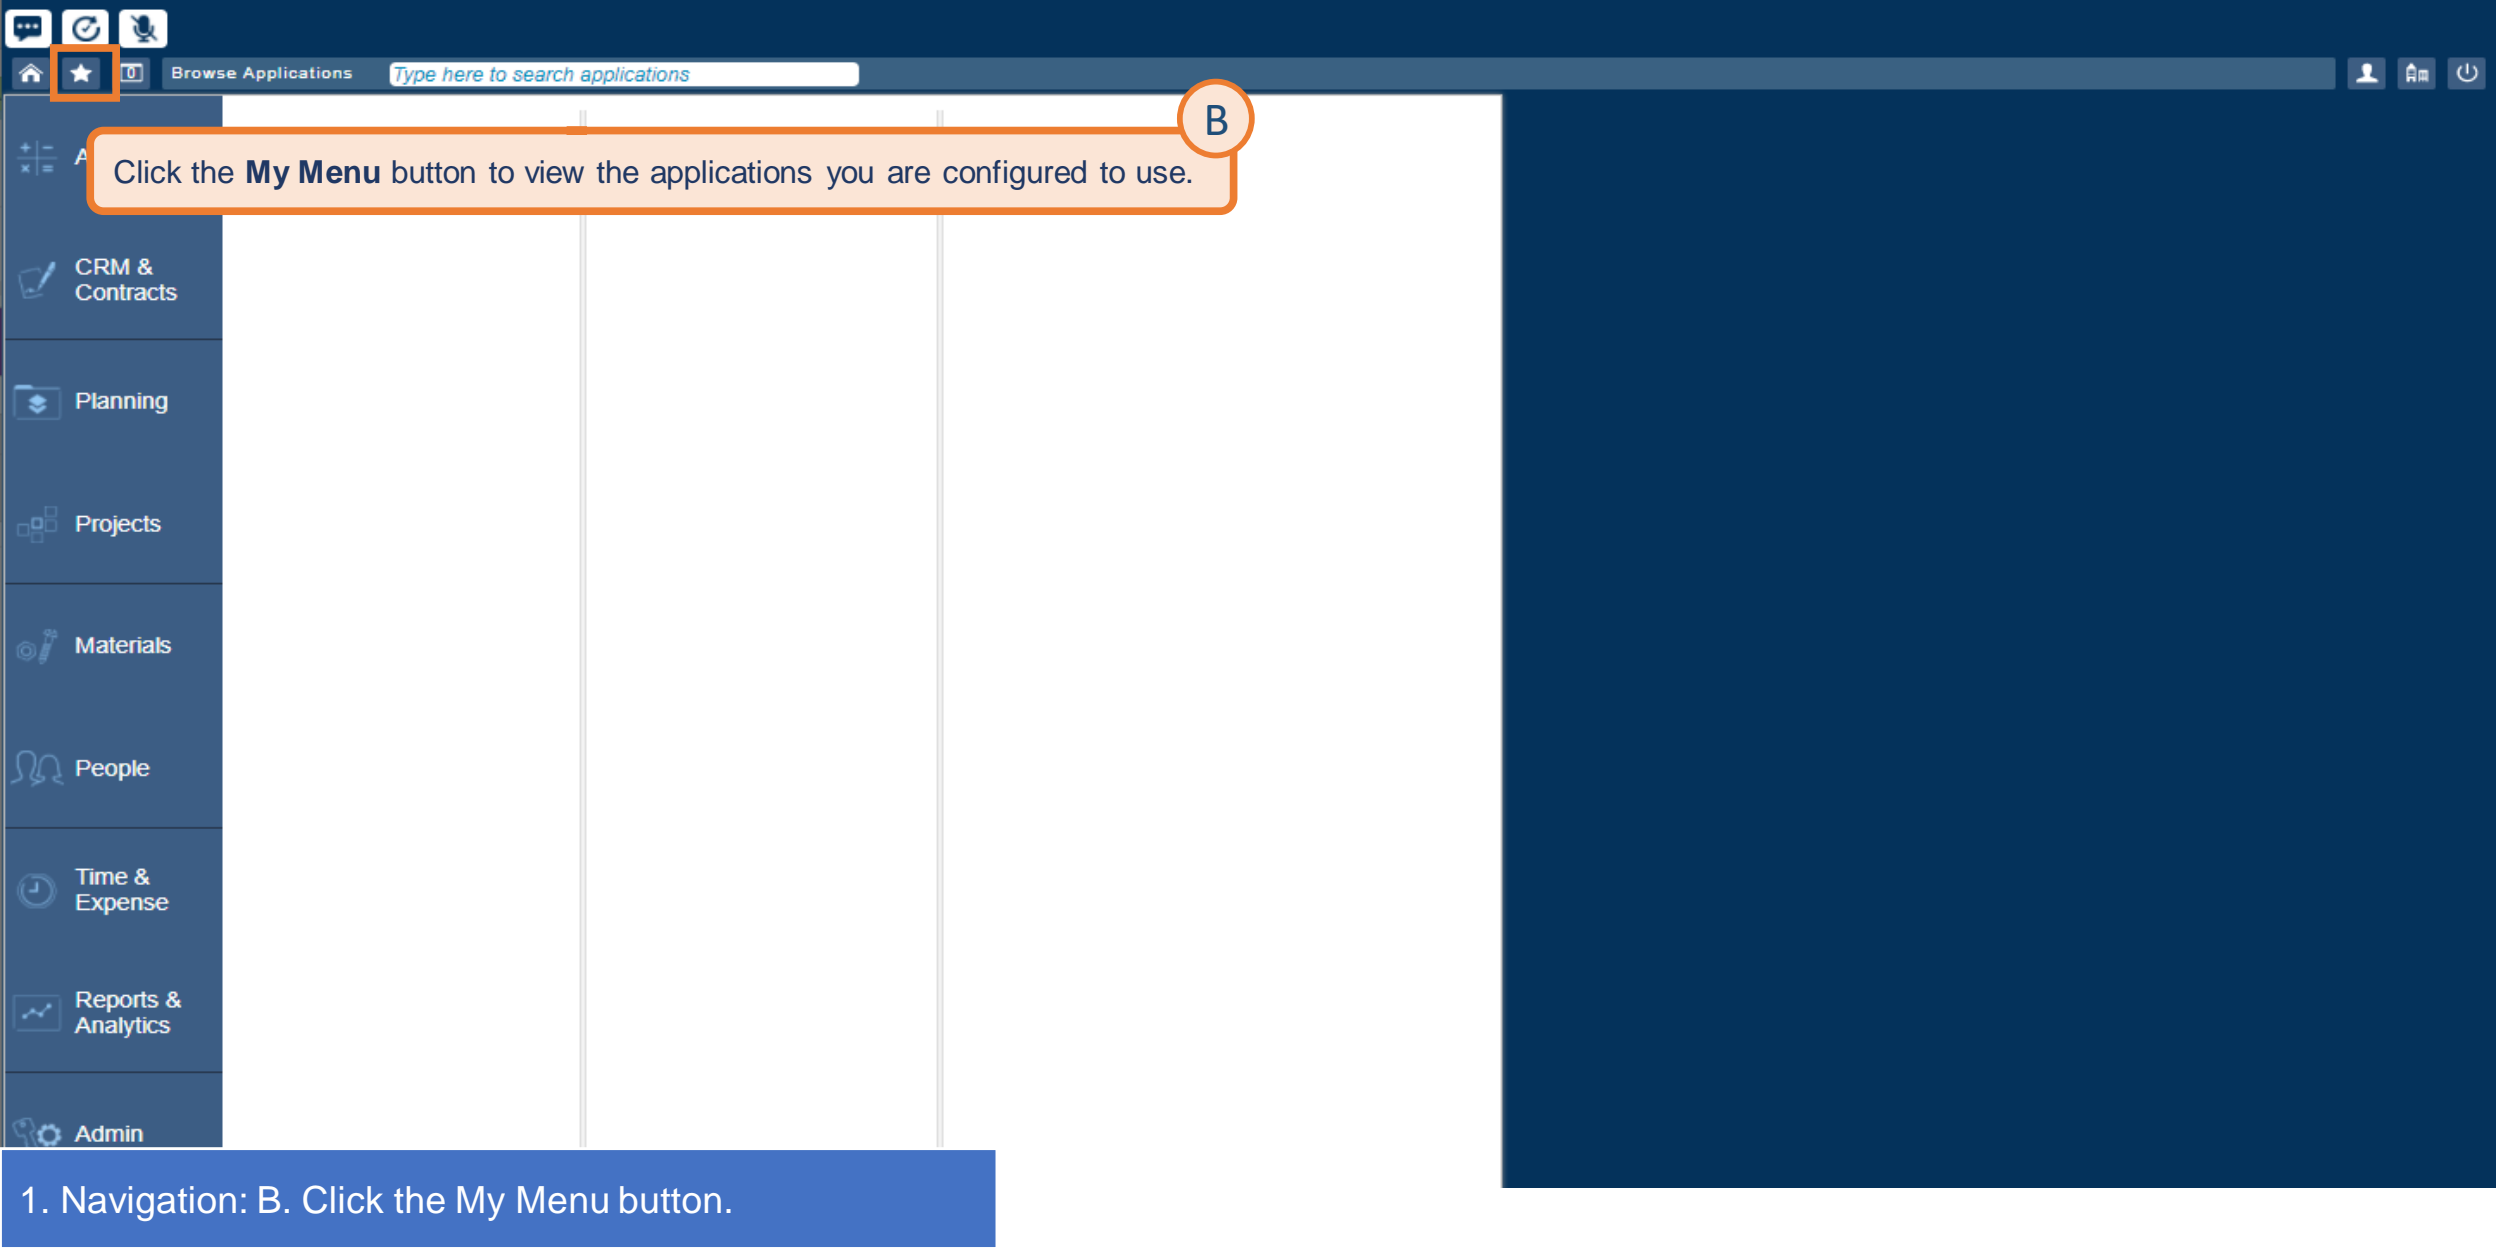 0
Browse Applications
Type here to search applications
B
Click the My Menu button to view the applications you are configured to use.
CRM &
Contracts
Planning
Projects
Materials
People
Time &
Expense
Reports &
Analytics
Admin
1. Navigation: B. Click the My Menu button.